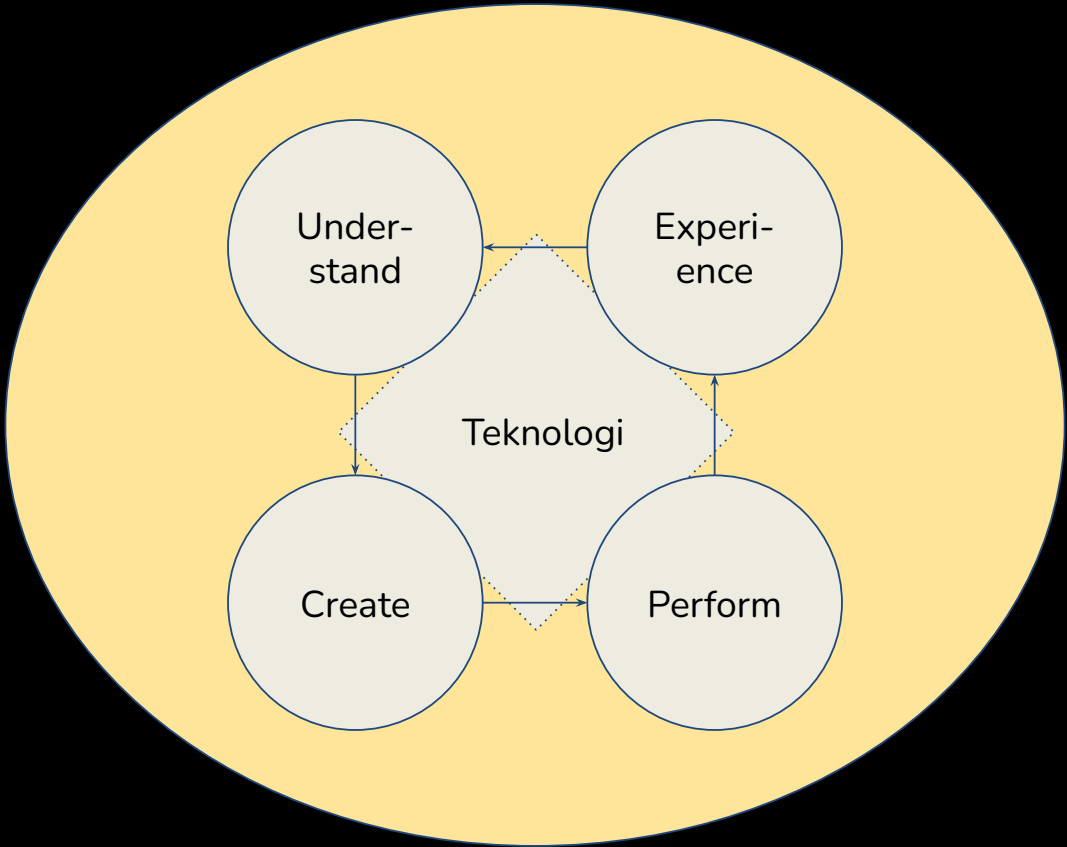 Under-
stand
Experi-
ence
Teknologi
Create
Perform